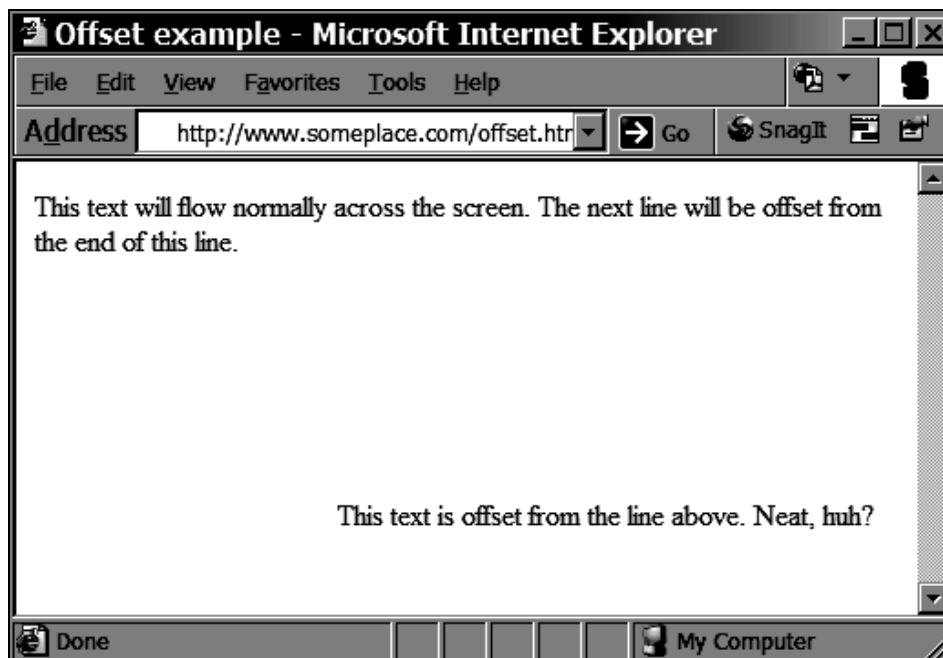 Offset example - Microsoft Internet Explorer
File Edit View Favorites Tools Help
Address http://www.someplace.com/offset.htr Go SnagIt
This text will flow normally across the screen. The next line will be offset from
the end of this line.
This text is offset from the line above. Neat, huh?
Done My Computer